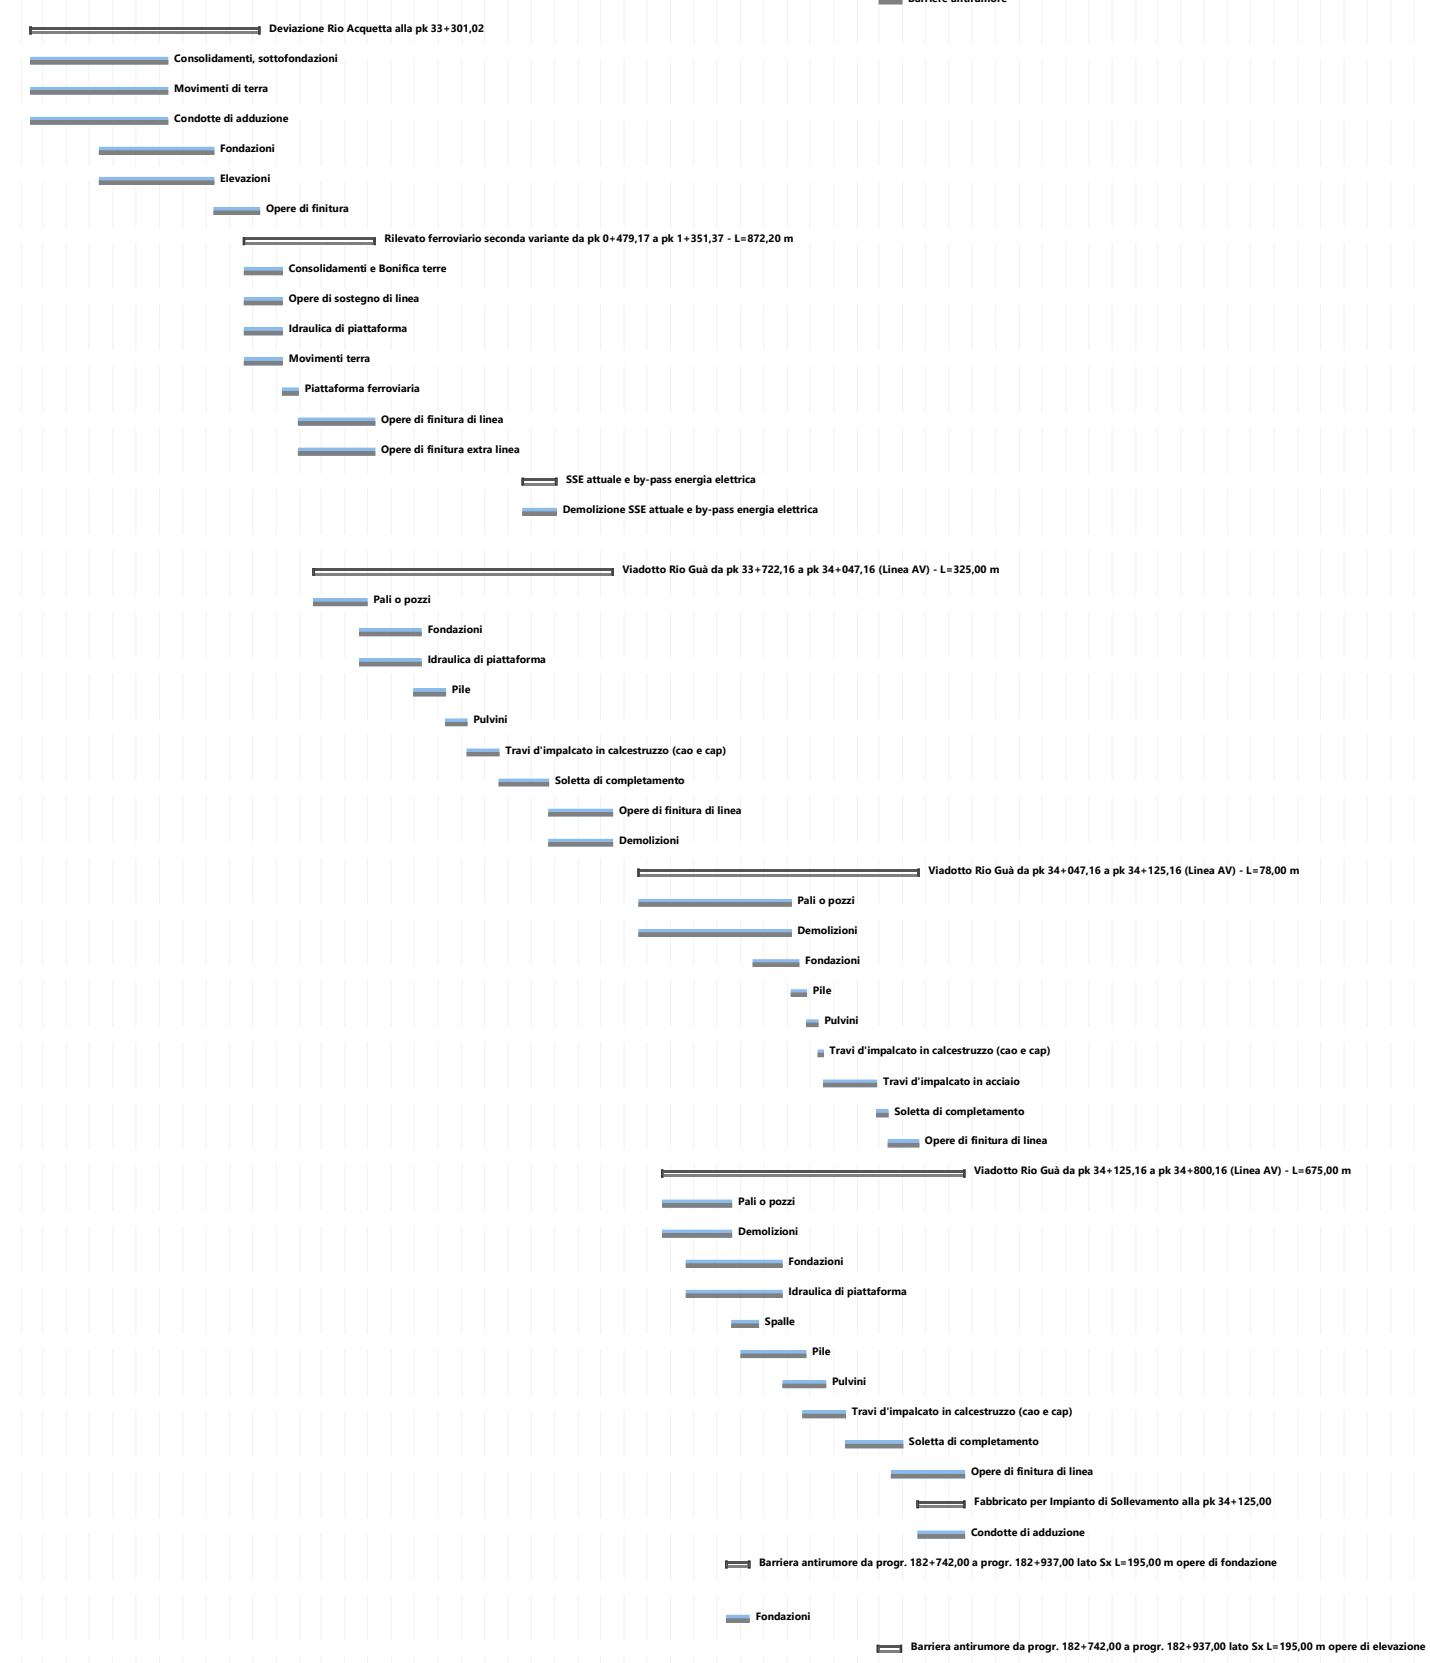 Barriere antirumore
Deviazione Rio Acquetta alla pk 33+301,02
Consolidamenti, sottofondazioni
Movimenti di terra
Condotte di adduzione
Fondazioni
Elevazioni
Opere di finitura
Rilevato ferroviario seconda variante da pk 0+479,17 a pk 1+351,37 - L=872,20 m
Consolidamenti e Bonifica terre
Opere di sostegno di linea
Idraulica di piattaforma
Movimenti terra
Piattaforma ferroviaria
Opere di finitura di linea
Opere di finitura extra linea
SSE attuale e by-pass energia elettrica
Demolizione SSE attuale e by-pass energia elettrica
Viadotto Rio Guà da pk 33+722,16 a pk 34+047,16 (Linea AV) - L=325,00 m
Pali o pozzi
Fondazioni
Idraulica di piattaforma
Pile
Pulvini
Travi d'impalcato in calcestruzzo (cao e cap)
Soletta di completamento
Opere di finitura di linea
Demolizioni
Viadotto Rio Guà da pk 34+047,16 a pk 34+125,16 (Linea AV) - L=78,00 m
Pali o pozzi
Demolizioni
Fondazioni
Pile
Pulvini
Travi d'impalcato in calcestruzzo (cao e cap)
Travi d'impalcato in acciaio
Soletta di completamento
Opere di finitura di linea
Viadotto Rio Guà da pk 34+125,16 a pk 34+800,16 (Linea AV) - L=675,00 m
Pali o pozzi
Demolizioni
Fondazioni
Idraulica di piattaforma
Spalle
Pile
Pulvini
Travi d'impalcato in calcestruzzo (cao e cap)
Soletta di completamento
Opere di finitura di linea
Fabbricato per Impianto di Sollevamento alla pk 34+125,00
Condotte di adduzione
Barriera antirumore da progr. 182+742,00 a progr. 182+937,00 lato Sx L=195,00 m opere di fondazione
Fondazioni
Barriera antirumore da progr. 182+742,00 a progr. 182+937,00 lato Sx L=195,00 m opere di elevazione